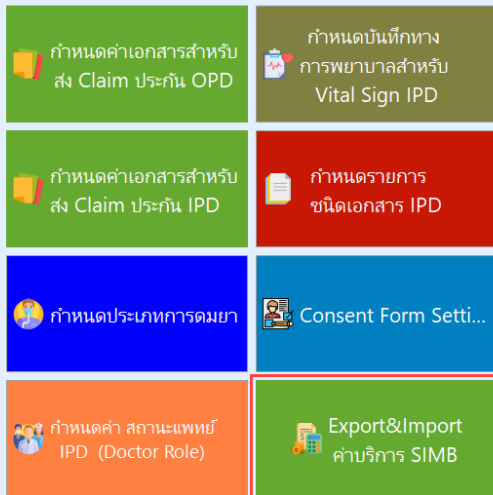 กำหนดค่าเอกสารสำหรับ
ส่ง Claim ประกัน OPD
กำหนดบันทึกทาง
การพยาบาลสำหรับ
Vital Sign IPD
กำหนดค่าเอกสารสำหรับ
ส่ง Claim ประกัน IPD
กำหนดรายการ
ชนิดเอกสาร IPD
กำหนดประเภทการดมยา
Consent Form Setti...
กำหนดค่า สถานะแพทย์
IPD (Doctor Role)
Export&Import
ค่าบริการ SIMB